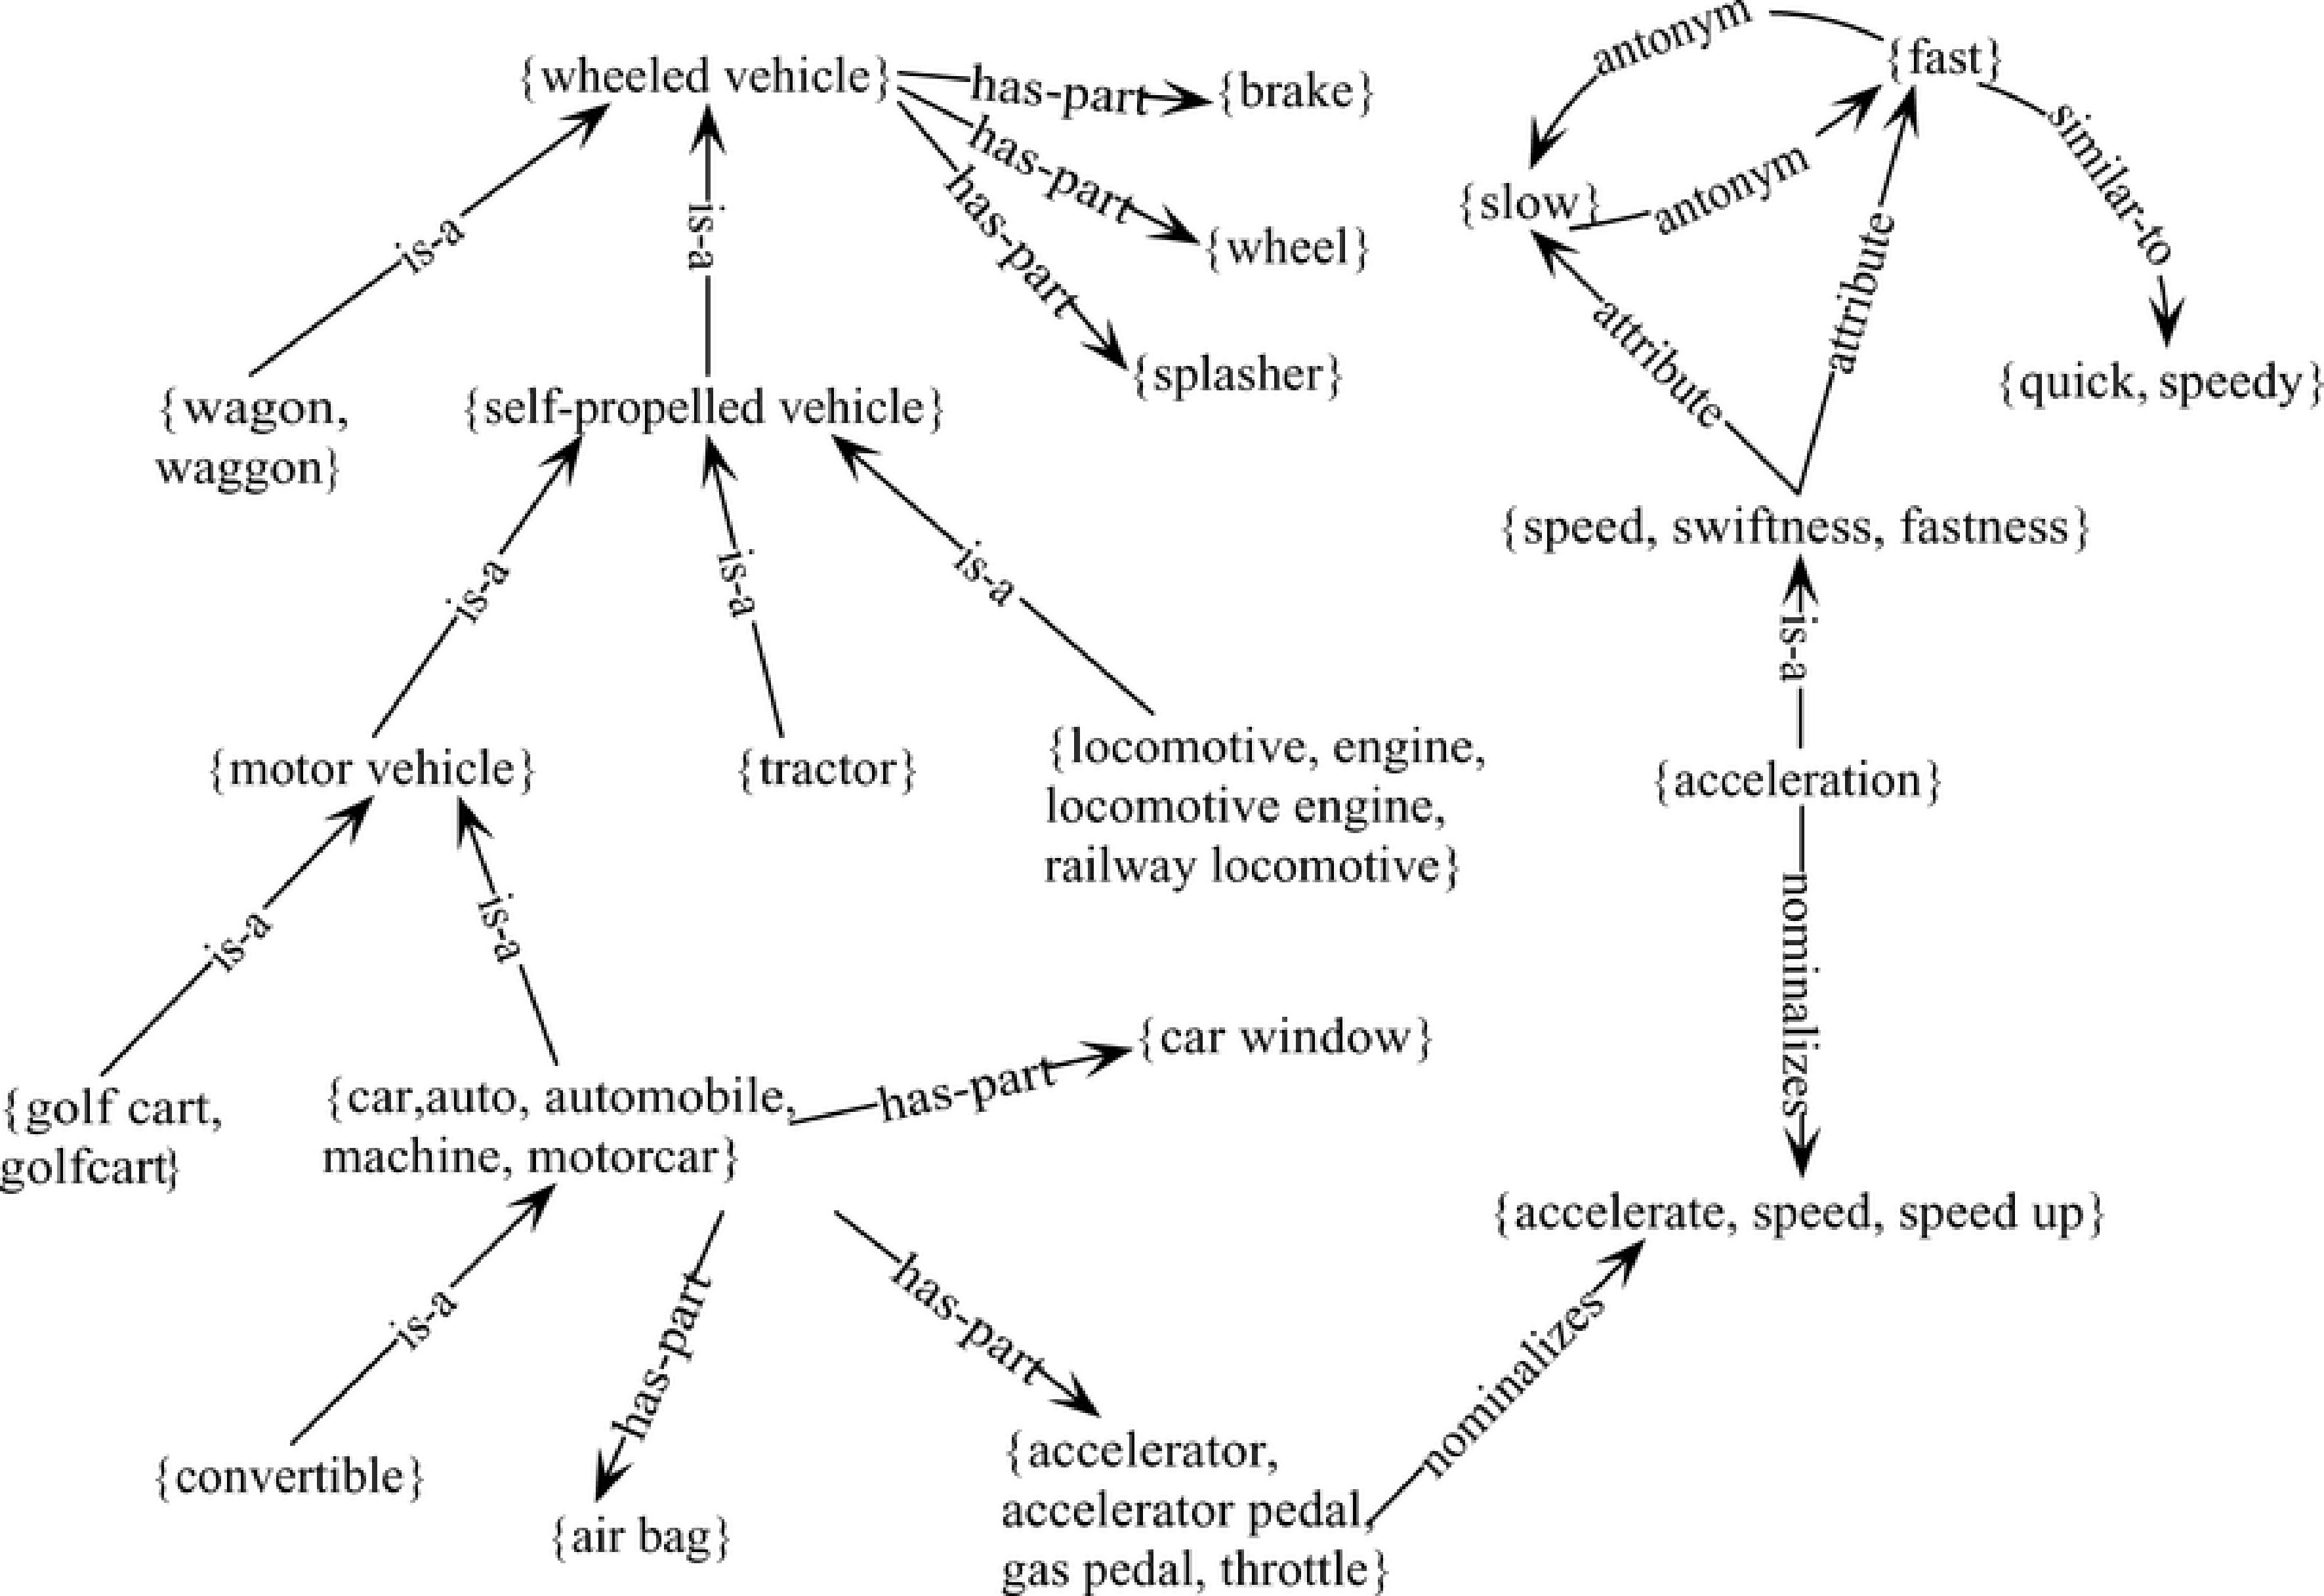 antonym
{fast}
{wheeled vehicle}
has-part
{brake}
has-part
similar-to
{slow}
antonym
is-a
is-a
has-part
{wheel}
attribute
attribute
{splasher}
{quick, speedy}
{wagon,
waggon}
{self-propelled vehicle}
{speed, swiftness, fastness}
is-a
is-a
is-a
is-a
{motor vehicle}
{tractor}
{locomotive, engine,
locomotive engine,
railway locomotive}
{acceleration}
is-a
is-a
nominalizes
{car window}
has-part
{golf cart,
golfcart}
{car,auto, automobile,
machine, motorcar}
{accelerate, speed, speed up}
is-a
has-part
has-part
nominalizes
{convertible}
{air bag}
{accelerator,
accelerator pedal,
gas pedal, throttle}